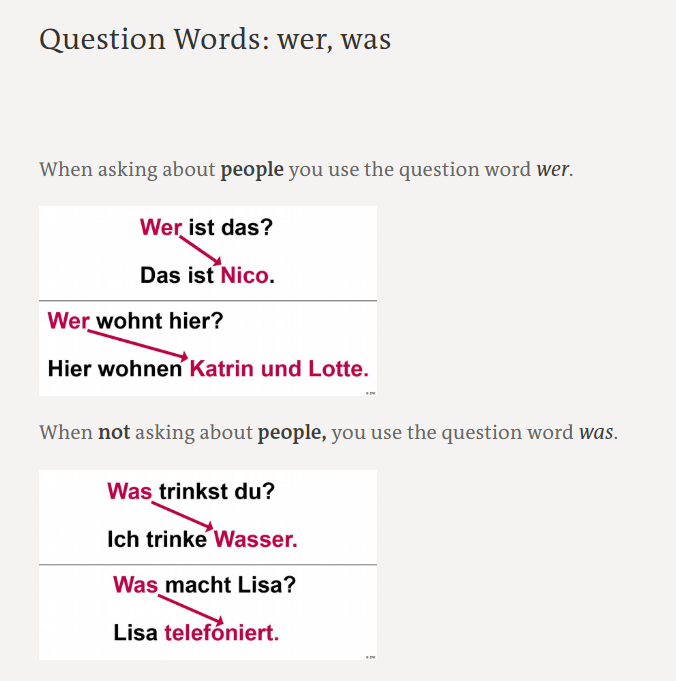 Question Words: wer, was
When asking about people you use the question word wer.
Wer ist das?
Das ist Nico.
Wer wohnt hier?
Hier wohnen Katrin und Lotte.
When not asking about people, you use the question word was.
Was trinkst du?
Ich trinke Wasser.
Was macht Lisa?
Lisa telefoniert.